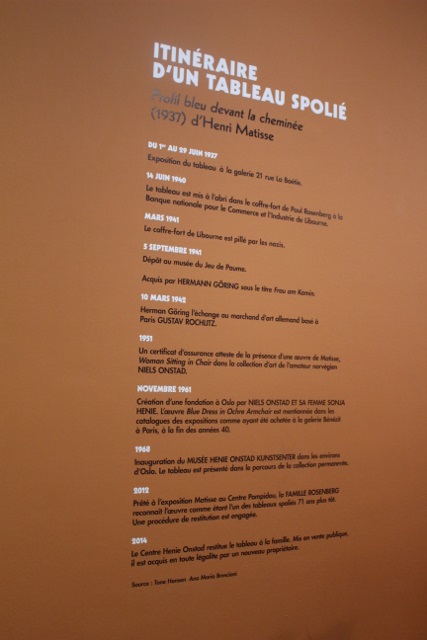 ITINÉRAIRE
D'UN TABLEAU SPOLIÉ
Profil bleu devant la cheminée
(1937) d'Henri Matisse
DU 1ER AU 29 JUIN 1937
Exposition du tableau à la galerie 21 rue La Boétie.
14 JUIN 1940
Le tableau est mis à l'abri dans le coffre-fort de Paul Rosenberg à la
Banque nationale pour le Commerce et l'Industrie de Libourne.
MARS 1941
Le coffre-fort de Libourne est pillé par les nazis.
5 SEPTEMBRE 1941
Dépôt au musée du Jeu de Paume.
Acquis par HERMANN GÖRING sous le titre Frau am Kamin.
10 MARS 1942
Herman Göring l'échange au marchand d'art allemand basé à
Paris GUSTAV ROCHLITZ.
1951
Un certificat d'assurance atteste de la présence d'une œuvre de Matisse,
Woman Sitting in Chair dans la collection d'art de l'amateur norvégien
NIELS ONSTAD.
NOVEMBRE 1961
Création d'une fondation à Oslo par NIELS ONSTAD ET SA FEMME SONJA
HENIE. L'œuvre Blue Dress in Ochre Armchair est mentionnée dans les
catalogues des expositions comme ayant été achetée à la galerie Bénézit
à Paris, à la fin des années 40.
1968
Inauguration du MUSÉE HENIE ONSTAD KUNSTSENTER dans les environs
d'Oslo. Le tableau est présenté dans le parcours de la collection permanente.
2012
Prêté à l'exposition Matisse au Centre Pompidou, la FAMILLE ROSENBERG
reconnaît l'œuvre comme étant l'un des tableaux spoliés 71 ans plus tôt.
Une procédure de restitution est engagée.
2014
Le Centre Henie Onstad restitue le tableau à la famille. Mis en vente publique,
il est acquis en toute légalité par un nouveau propriétaire.
Source : Tone Hansen Ana Maria Bresciani